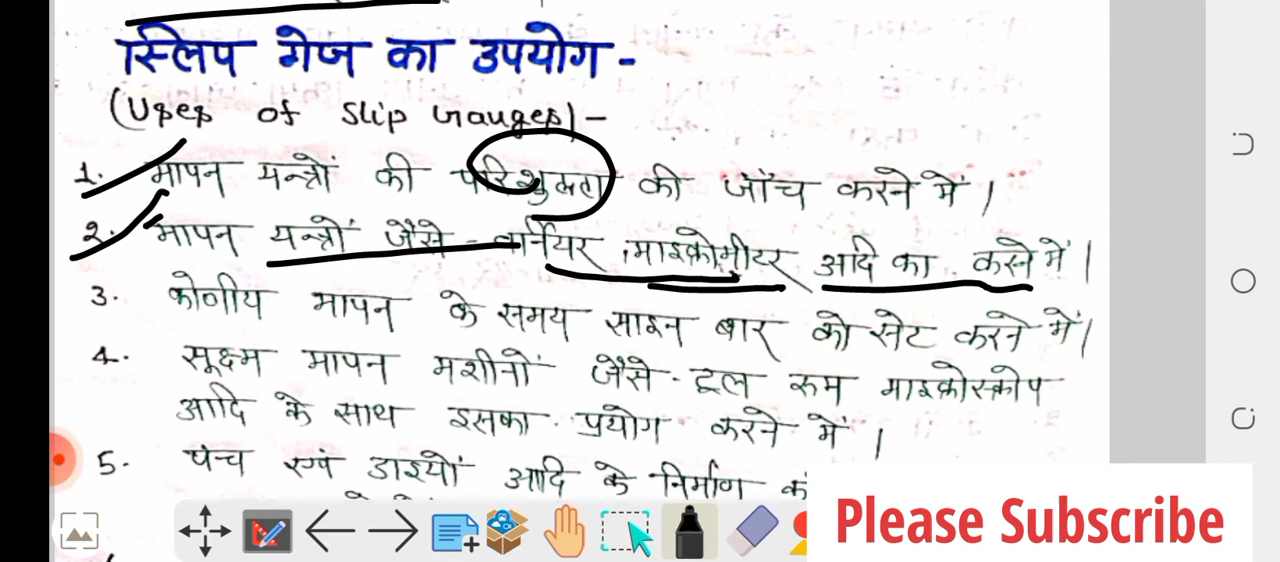 स्लिप गेज का उपयोग -
(Uses of Slip Gauges) -
1. मापन यन्त्रों की परिशुद्धता की जाँच करने में।
2. मापन यन्त्रों जैसे - वर्नियर, माइक्रोमीटर आदि का करने में।
3. कोणीय मापन के समय साइन बार को सेट करने में।
4. सूक्ष्म मापन मशीनों जैसे - टूल रूम माइक्रोस्कोप
आदि के साथ इसका प्रयोग करने में।
5. पंच एवं डाइयों आदि के निर्माण
Please Subscribe